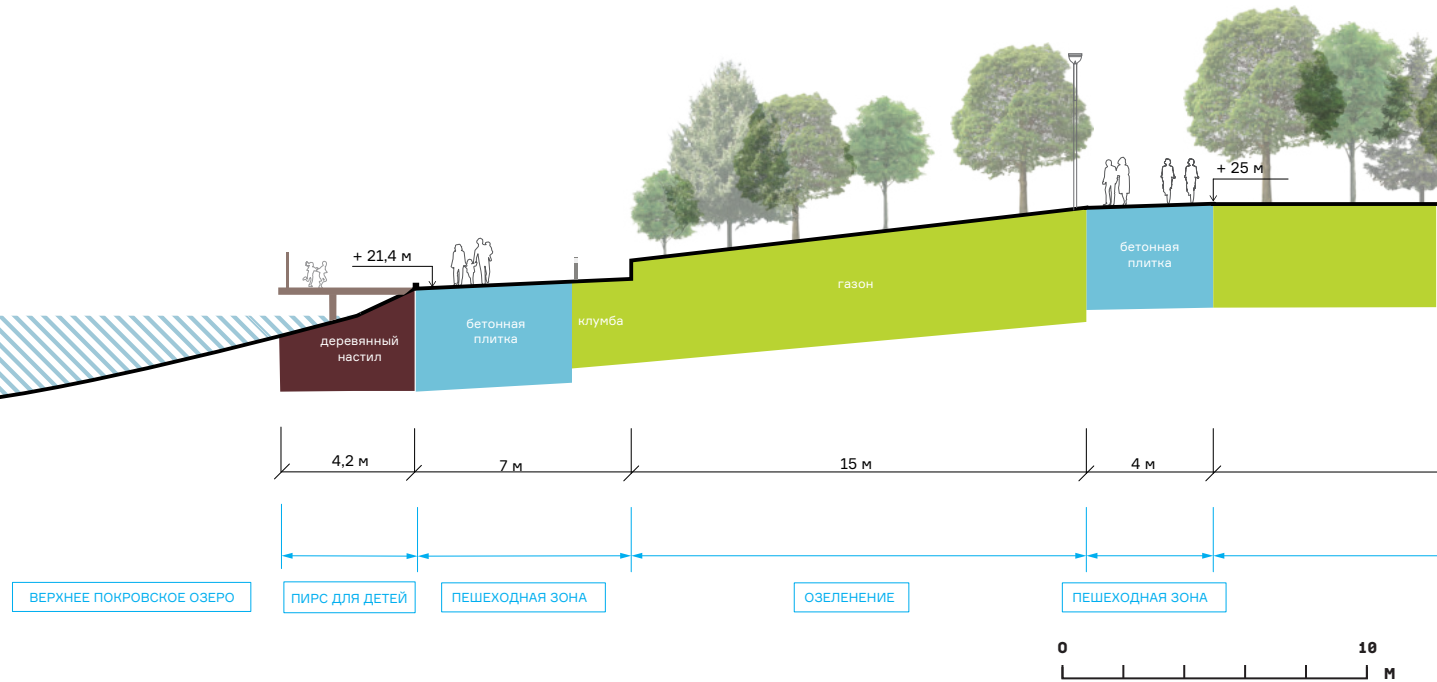 + 25 м
+ 21,4 м
бетонная
плитка
газон
клумба
бетонная
плитка
деревянный
настил
4,2 м
7 м
15 м
4 м
ВЕРХНЕЕ ПОКРОВСКОЕ ОЗЕРО
ПИРС ДЛЯ ДЕТЕЙ
ПЕШЕХОДНАЯ ЗОНА
ОЗЕЛЕНЕНИЕ
ПЕШЕХОДНАЯ ЗОНА
0
10
М